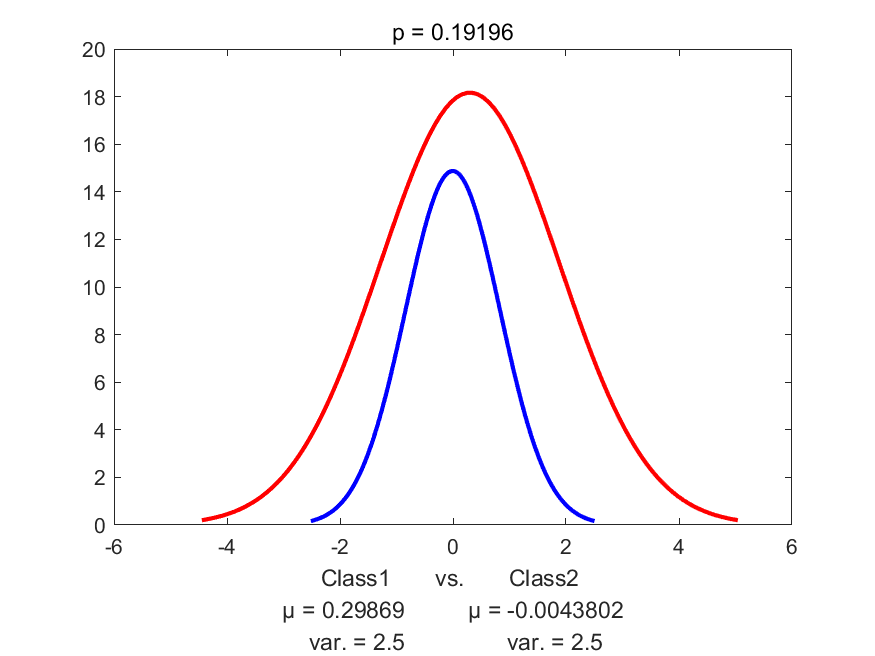 p = 0.19196
20
18
16
14
12
10
8
6
4
2
0
-6 -4 -2 0 2 4 6
Class1 vs. Class2
μ = 0.29869 μ = -0.0043802
var. = 2.5 var. = 2.5